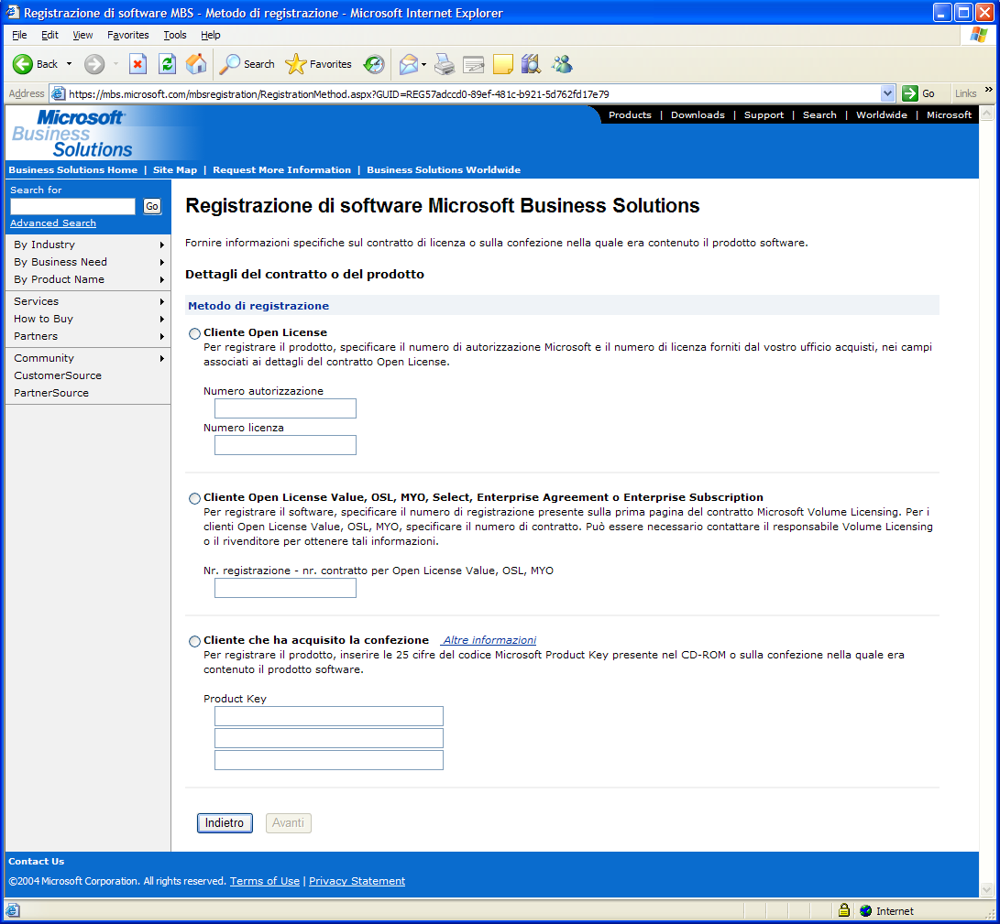 Registrazione di software MBS - Metodo di registrazione - Microsoft Internet Explorer
File Edit View Favorites Tools Help
Back Search Favorites
Address https://mbs.microsoft.com/mbsregistration/RegistrationMethod.aspx?GUID=REG57adccd0-89ef-481c-b921-5d762fd17e79 Go Links »
Microsoft
Business
Solutions
Products | Downloads | Support | Search | Worldwide | Microsoft
Business Solutions Home | Site Map | Request More Information | Business Solutions Worldwide
Search for
Go
Advanced Search
By Industry
By Business Need
By Product Name
Services
How to Buy
Partners
Community
CustomerSource
PartnerSource
Registrazione di software Microsoft Business Solutions
Fornire informazioni specifiche sul contratto di licenza o sulla confezione nella quale era contenuto il prodotto software.
Dettagli del contratto o del prodotto
Metodo di registrazione
Cliente Open License
Per registrare il prodotto, specificare il numero di autorizzazione Microsoft e il numero di licenza forniti dal vostro ufficio acquisti, nei campi
associati ai dettagli del contratto Open License.
Numero autorizzazione
Numero licenza
Cliente Open License Value, OSL, MYO, Select, Enterprise Agreement o Enterprise Subscription
Per registrare il software, specificare il numero di registrazione presente sulla prima pagina del contratto Microsoft Volume Licensing. Per i
clienti Open License Value, OSL, MYO, specificare il numero di contratto. Può essere necessario contattare il responsabile Volume Licensing
o il rivenditore per ottenere tali informazioni.
Nr. registrazione - nr. contratto per Open License Value, OSL, MYO
Cliente che ha acquisito la confezione Altre informazioni
Per registrare il prodotto, inserire le 25 cifre del codice Microsoft Product Key presente nel CD-ROM o sulla confezione nella quale era
contenuto il prodotto software.
Product Key
Indietro Avanti
Contact Us
©2004 Microsoft Corporation. All rights reserved. Terms of Use | Privacy Statement
Internet